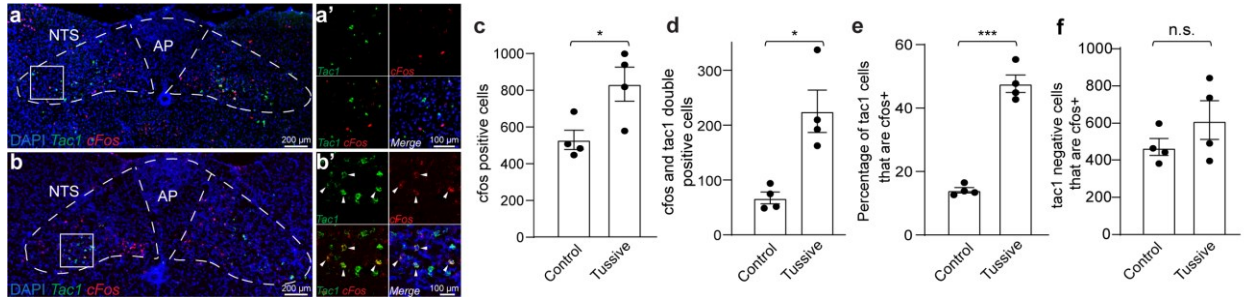 a
NTS
AP
DAPI Tac1 cFos
200 µm
a'
Tac1
cFos
Merge
100 µm
b
NTS
AP
DAPI Tac1 cFos
200 µm
b'
Tac1
cFos
Tac1 cFos
Merge
100 µm
c
cfos positive cells
1000
800
600
400
200
0
*
Control
Tussive
d
cfos and tac1 double
positive cells
300
200
100
0
*
Control
Tussive
e
Percentage of tac1 cells
that are cfos+
60
40
20
0
***
Control
Tussive
f
tac1 negative cells
that are cfos+
1000
800
600
400
200
0
n.s.
Control
Tussive